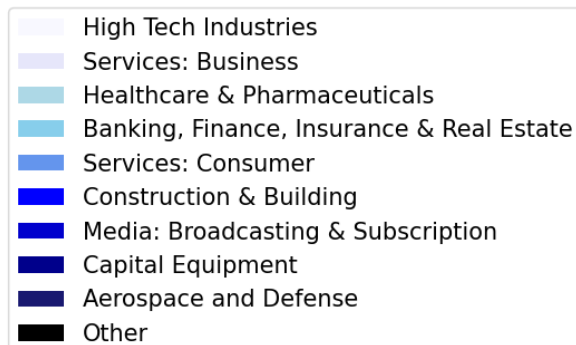 High Tech Industries
Services: Business
Healthcare & Pharmaceuticals
Banking, Finance, Insurance & Real Estate
Services: Consumer
Construction & Building
Media: Broadcasting & Subscription
Capital Equipment
Aerospace and Defense
Other